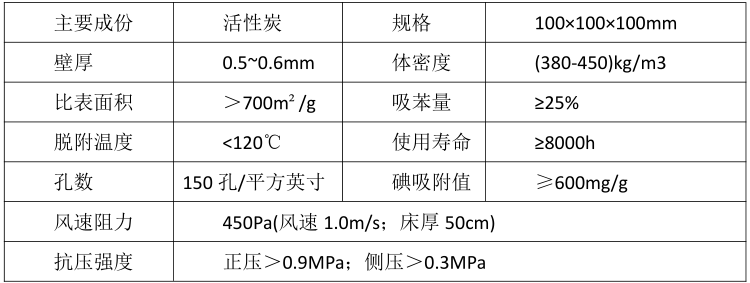 主要成份 活性炭 规格 100×100×100mm
壁厚 0.5~0.6mm 体密度 (380-450)kg/m3
比表面积 ＞700m² /g 吸苯量 ≥25%
脱附温度 <120℃ 使用寿命 ≥8000h
孔数 150 孔/平方英寸 碘吸附值 ≥600mg/g
风速阻力 450Pa(风速 1.0m/s；床厚 50cm)
抗压强度 正压＞0.9MPa；侧压＞0.3MPa